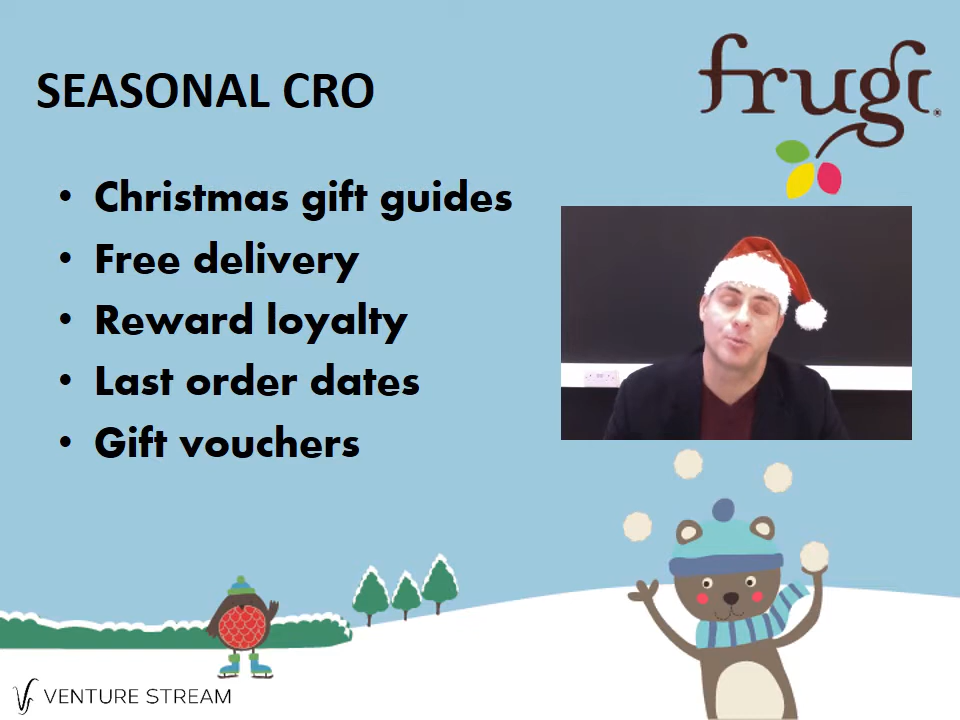 SEASONAL CRO
frugi®
• Christmas gift guides
• Free delivery
• Reward loyalty
• Last order dates
• Gift vouchers
VENTURE STREAM